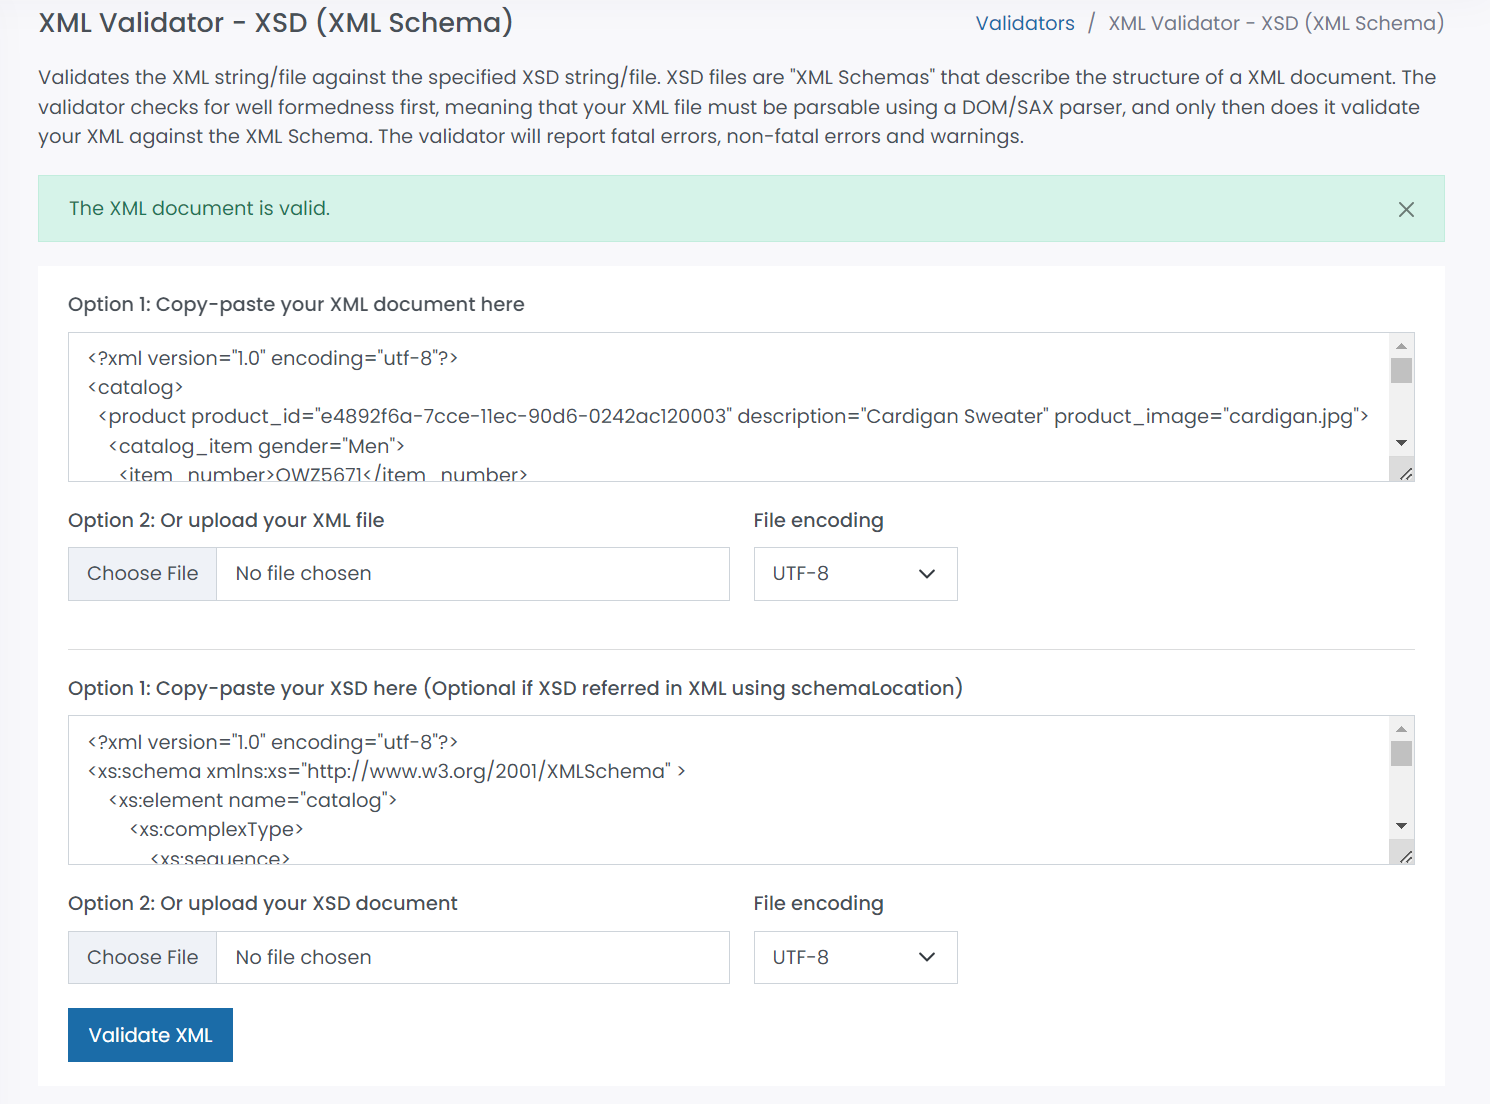 XML Validator - XSD (XML Schema)
Validators / XML Validator - XSD (XML Schema)
Validates the XML string/file against the specified XSD string/file. XSD files are "XML Schemas" that describe the structure of a XML document. The
validator checks for well formedness first, meaning that your XML file must be parsable using a DOM/SAX parser, and only then does it validate
your XML against the XML Schema. The validator will report fatal errors, non-fatal errors and warnings.
The XML document is valid.
Option 1: Copy-paste your XML document here
<?xml version="1.0" encoding="utf-8"?>
<catalog>
<product product_id="e4892f6a-7cce-11ec-90d6-0242ac120003" description="Cardigan Sweater" product_image="cardigan.jpg">
<catalog_item gender="Men">
<item_number>QWZ5671</item_number>
Option 2: Or upload your XML file
File encoding
Choose File No file chosen
UTF-8
Option 1: Copy-paste your XSD here (Optional if XSD referred in XML using schemaLocation)
<?xml version="1.0" encoding="utf-8"?>
<xs:schema xmlns:xs="http://www.w3.org/2001/XMLSchema" >
<xs:element name="catalog">
<xs:complexType>
<xs:sequence>
Option 2: Or upload your XSD document
File encoding
Choose File No file chosen
UTF-8
Validate XML